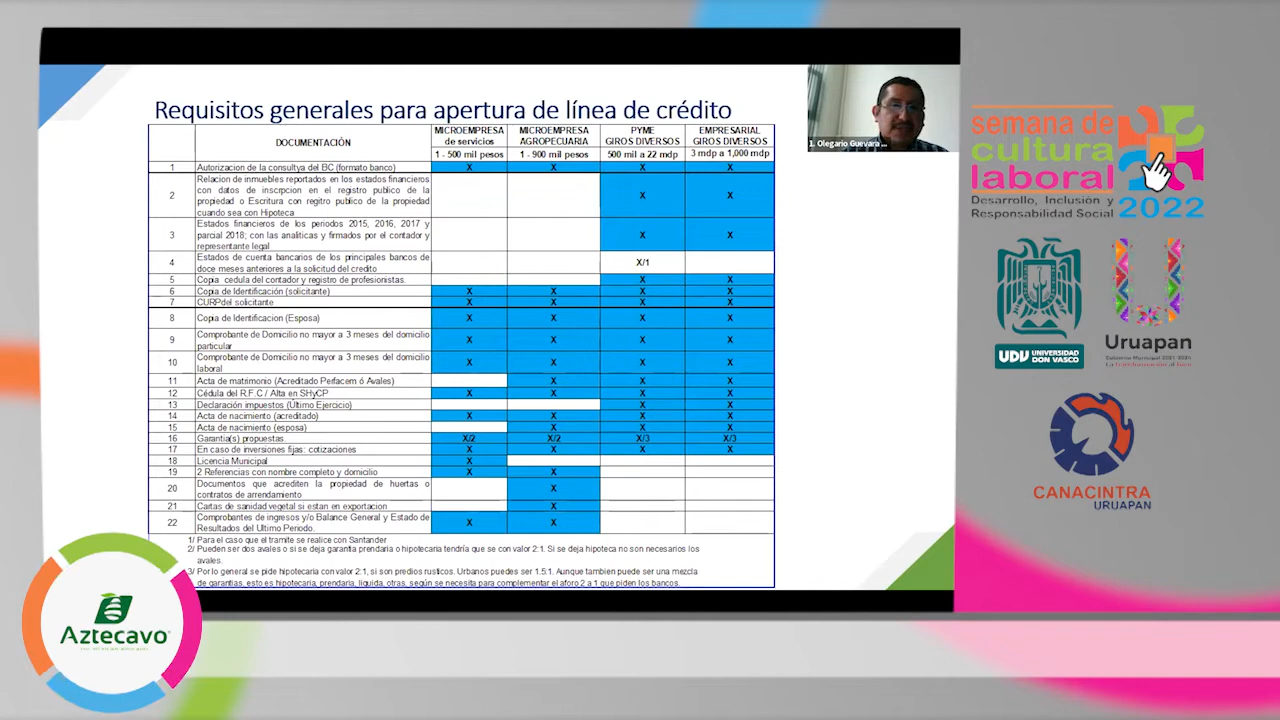 Requisitos generales para apertura de línea de crédito
DOCUMENTACIÓN
MICROEMPRESA de servicios
MICROEMPRESA AGROPECUARIA
PYME GIROS DIVERSOS
EMPRESARIAL GIROS DIVERSOS
1 - 500 mil pesos
1 - 900 mil pesos
500 mil a 22 mdp
3 mdp a 1,000 mdp
1 Autorizacion de la consultya del BC (formato banco) X X X X
2 Relacion de inmuebles reportados en los estados financieros
con datos de inscrpcion en el registro publico de la
propiedad o Escritura con regitro publico de la propiedad
cuando sea con Hipoteca X X
3 Estados financieros de los periodos 2015, 2016, 2017 y
parcial 2018; con las analiticas y firmados por el contador y
representante legal X X
4 Estados de cuenta bancarios de los principales bancos de
doce meses anteriores a la solicitud del credito X/1
5 Copia cedula del contador y registro de profesionistas. X X
6 Copia de Identificación (solicitante) X X X X
7 CURPdel solicitante X X X X
8 Copia de Identificacion (Esposa) X X X X
9 Comprobante de Domicilio no mayor a 3 meses del domicilio
particular X X X X
10 Comprobante de Domicilio no mayor a 3 meses del domicilio
laboral X X X X
11 Acta de matrimonio (Acreditado Perfacem ó Avales) X X X
12 Cédula del R.F.C / Alta en SHyCP X X X X
13 Declaración impuestos (Último Ejercicio) X X
14 Acta de nacimiento (acreditado) X X X X
15 Acta de nacimiento (esposa) X X X
16 Garantia(s) propuestas. X/2 X/2 X/3 X/3
17 En caso de inversiones fijas: cotizaciones X X X X
18 Licencia Municipal X
19 2 Referencias con nombre completo y domicilio X X
20 Documentos que acrediten la propiedad de huertas o
contratos de arrendamiento X
21 Cartas de sanidad vegetal si estan en exportacion X
22 Comprobantes de ingresos y/o Balance General y Estado de
Resultados del Ultimo Periodo. X X
1/ Para el caso que el tramite se realice con Santander
2/ Pueden ser dos avales o si se deja garantia prendaria o hipotecaria tendría que se con valor 2:1. Si se deja hipoteca no son necesarios los
avales.
3/ Por lo general se pide hipotecaria con valor 2:1, si son predios rusticos. Urbanos puedes ser 1.5:1. Aunque tambien puede ser una mezcla
de garantias, esto es hipotecaria, prendaria, liquida, otras, según se necesita para complementar el aforo 2 a 1 que piden los bancos.
1. Olegario Guevara ...
semana de
cultura
laboral
Desarrollo, Inclusión y
Responsabilidad Social
2022
UDV UNIVERSIDAD
DON VASCO
Uruapan
Gobierno Municipal 2021-2024
CANACINTRA
URUAPAN
Aztecavo